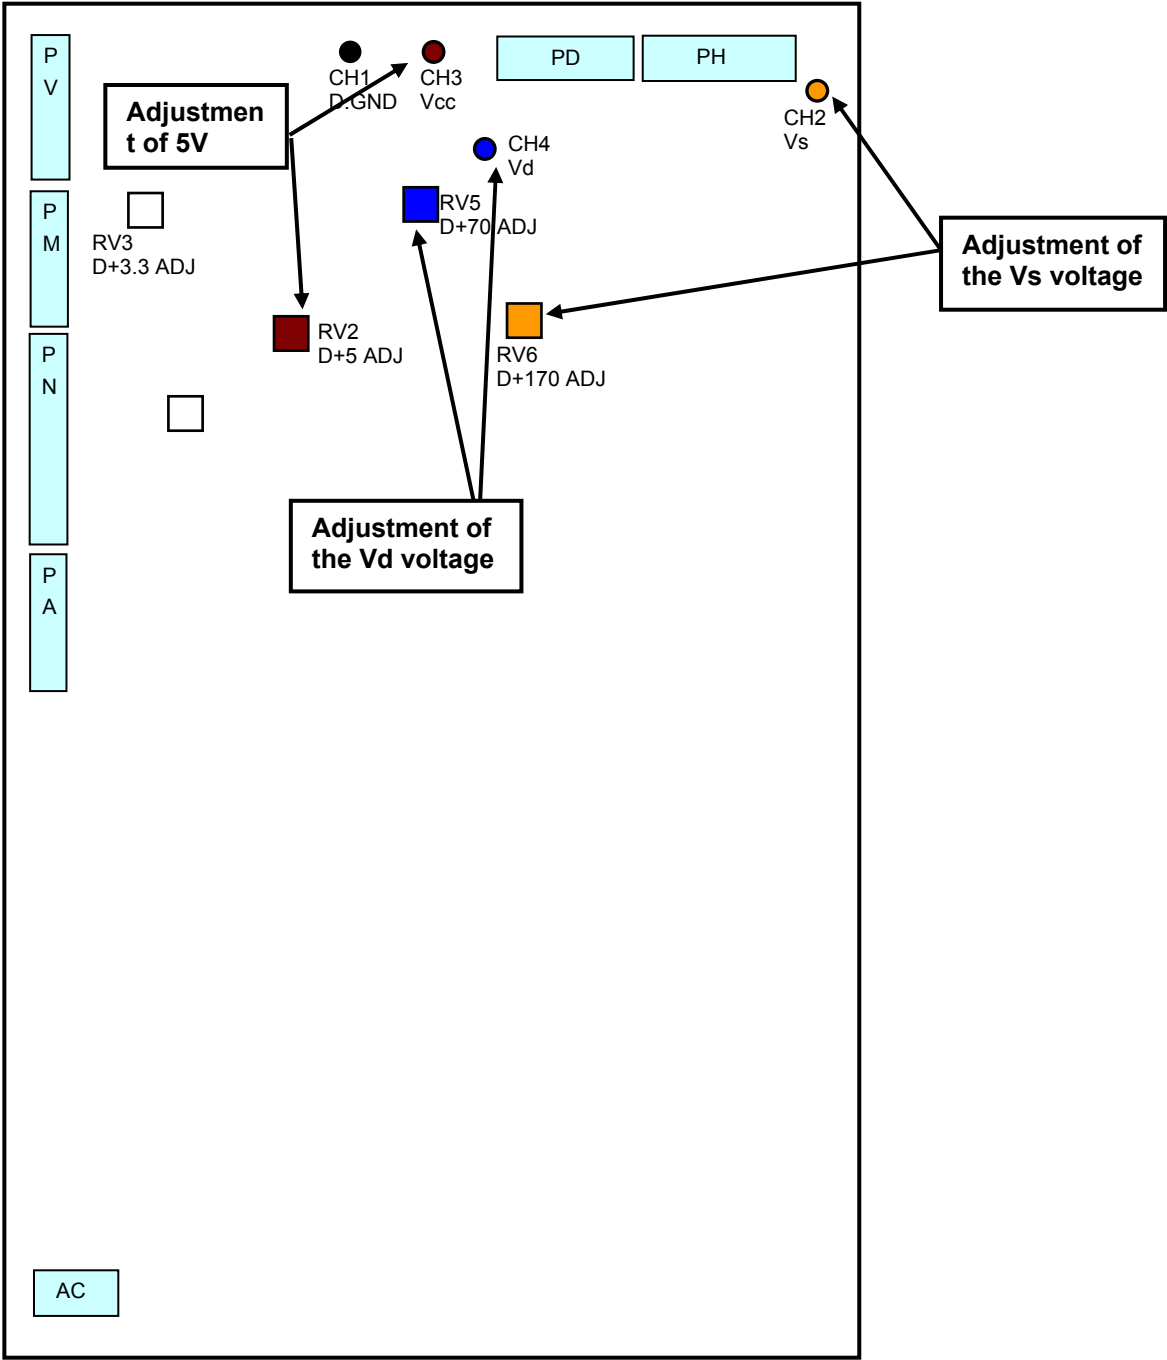 P
V
CH1
D.GND
CH3
Vcc
PD
PH
CH2
Vs
Adjustmen
t of 5V
CH4
Vd
P
M
RV3
D+3.3 ADJ
RV5
D+70 ADJ
Adjustment of
the Vs voltage
RV2
D+5 ADJ
RV6
D+170 ADJ
P
N
Adjustment of
the Vd voltage
P
A
AC